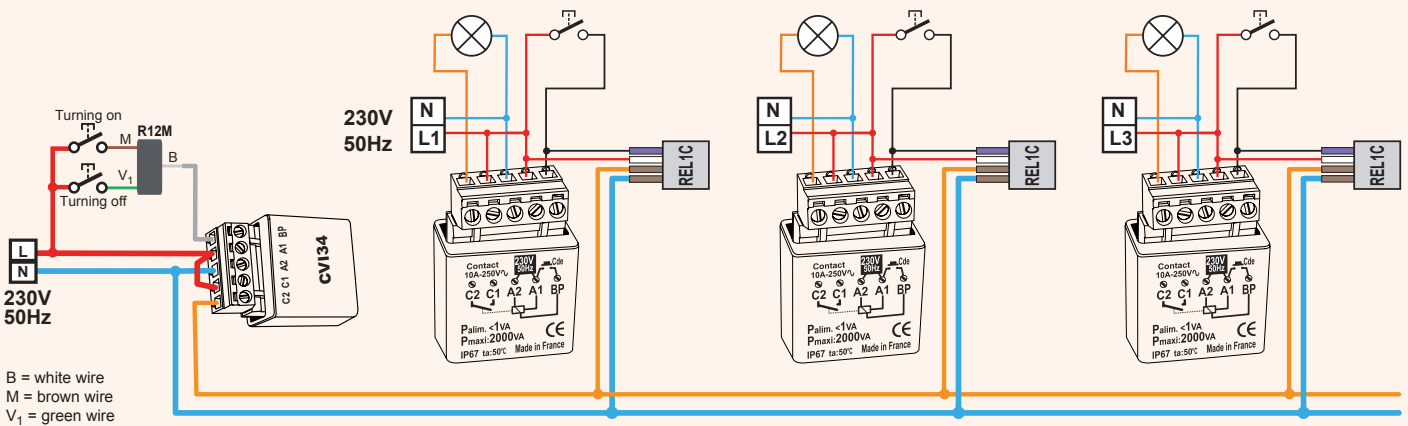 Turning on
R12M
M
B
V1
Turning off
L
N
230V
50Hz
C2 C1 A2 A1 BP
CVI34
B = white wire
M = brown wire
V1 = green wire
230V
50Hz
N
L1
REL1C
Contact
10A-250V∿
230V
50Hz
Cde
C2 C1 A2 A1 BP
Palim. <1VA
Pmaxi:2000VA
CE
IP67 ta:50°C Made in France
N
L2
REL1C
Contact
10A-250V∿
230V
50Hz
Cde
C2 C1 A2 A1 BP
Palim. <1VA
Pmaxi:2000VA
CE
IP67 ta:50°C Made in France
N
L3
REL1C
Contact
10A-250V∿
230V
50Hz
Cde
C2 C1 A2 A1 BP
Palim. <1VA
Pmaxi:2000VA
CE
IP67 ta:50°C Made in France